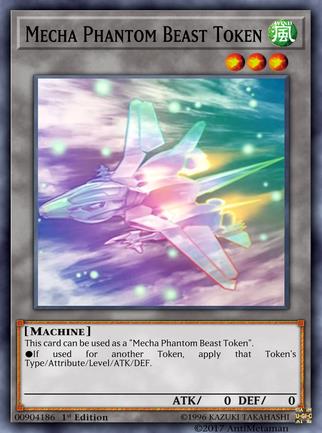 MECHA PHANTOM BEAST TOKEN
WIND
風
[MACHINE]
This card can be used as a "Mecha Phantom Beast Token".
●If used for another Token, apply that Token's
Type/Attribute/Level/ATK/DEF.
ATK/ 0 DEF/ 0
00904186 1st Edition ©1996 KAZUKI TAKAHASHI
©2017 AntiMetaman